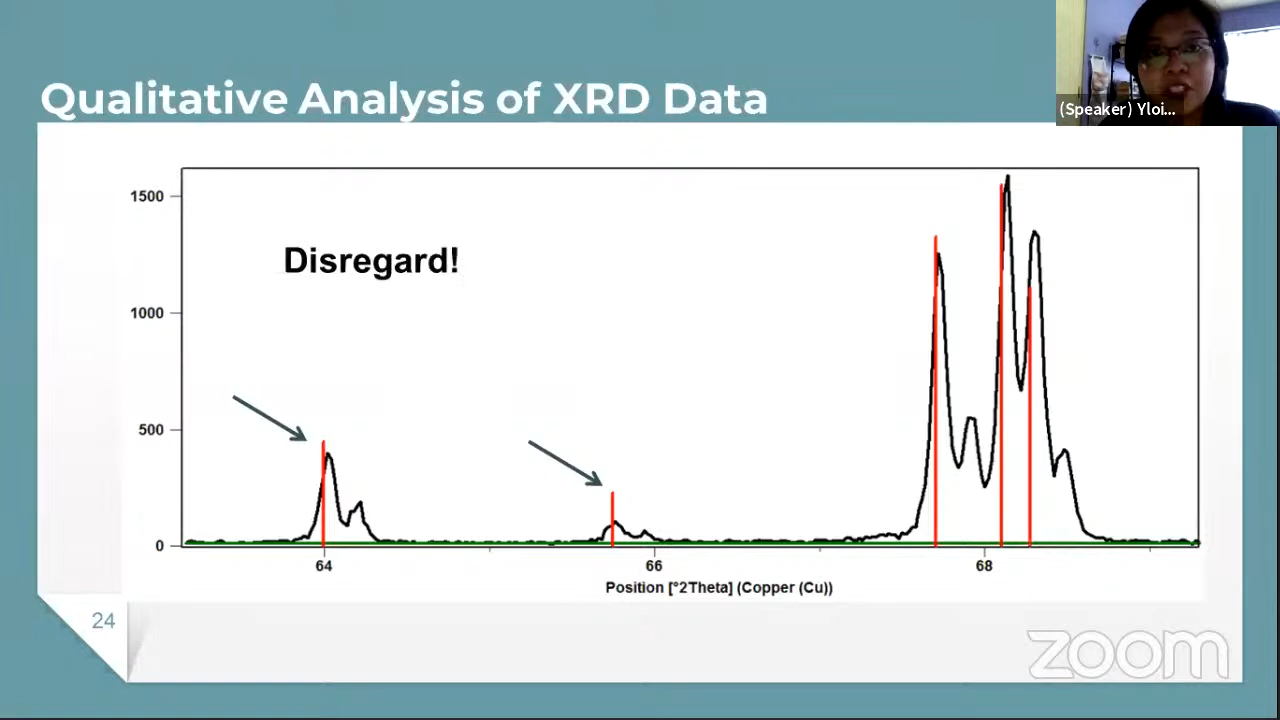 Qualitative Analysis of XRD Data
(Speaker) Yloi...
1500
Disregard!
1000
500
0
64
66
68
Position [°2Theta] (Copper (Cu))
24
zoom